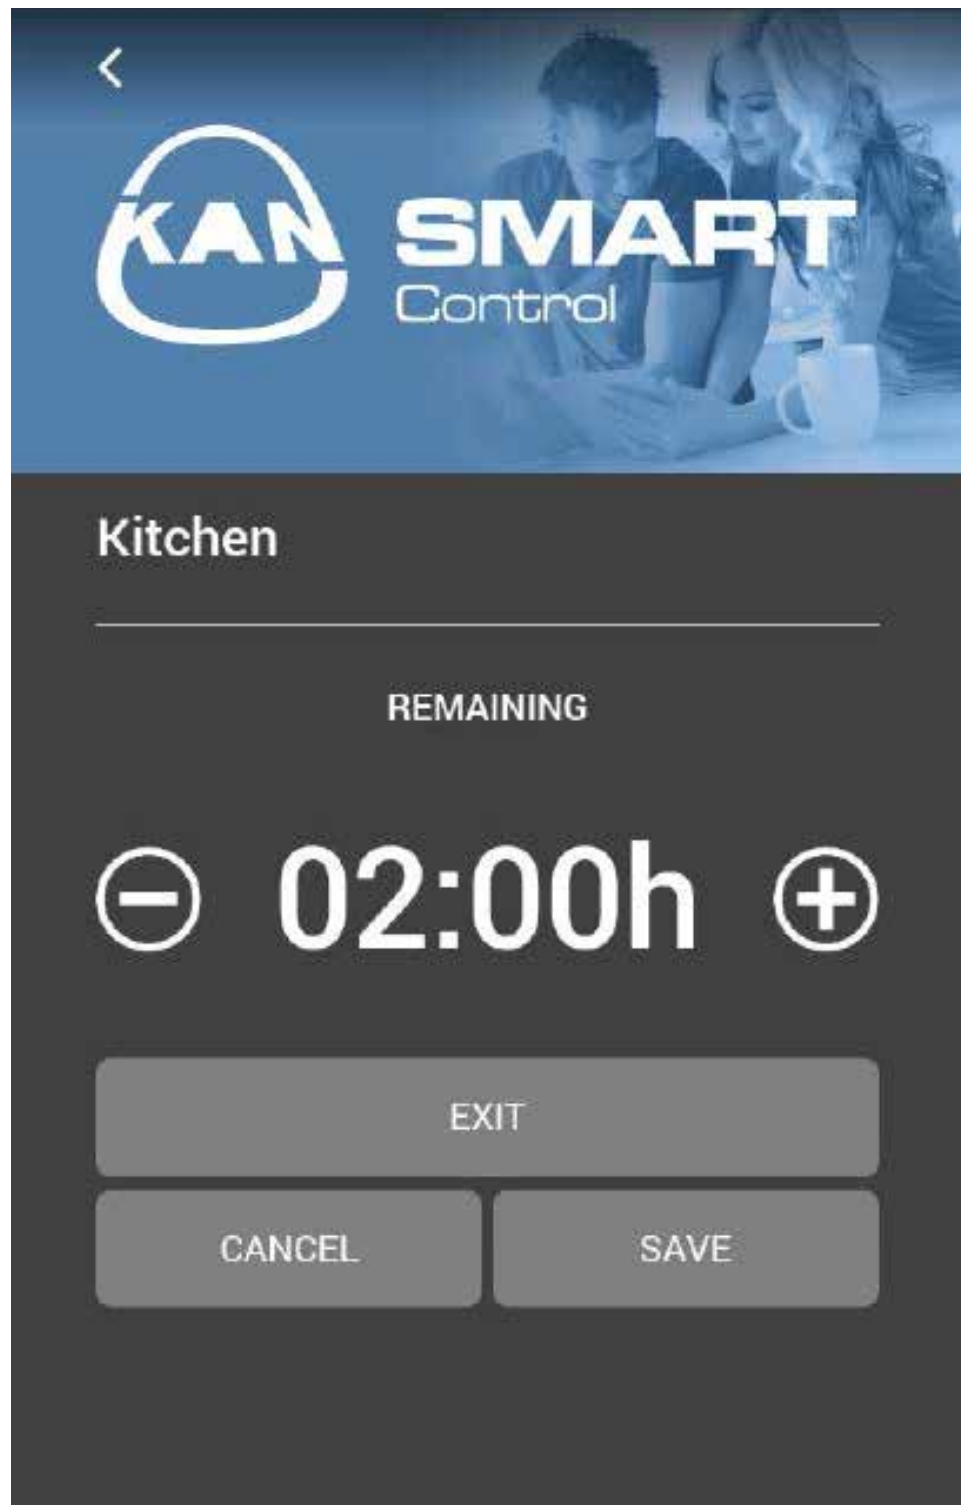 KAN
SMART
Control
Kitchen
REMAINING
02:00h
EXIT
CANCEL
SAVE